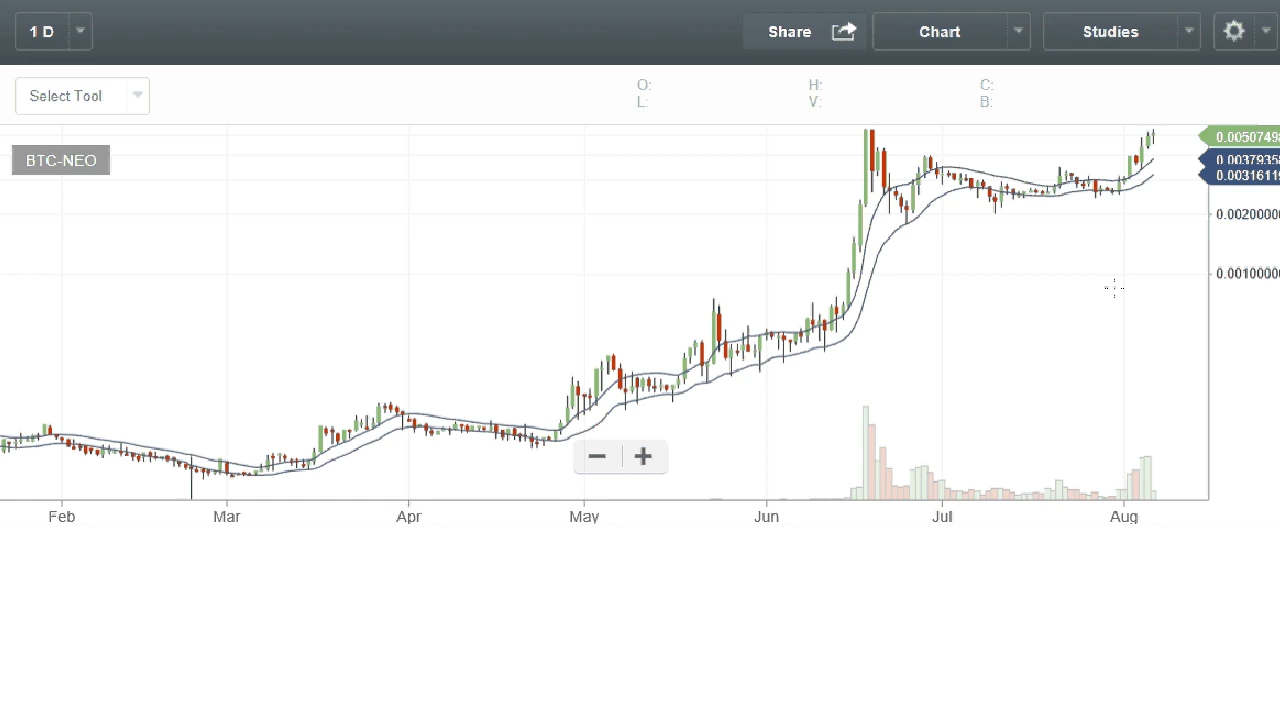 1 D Share Chart Studies
Select Tool
O: H: C:
L: V: B:
BTC-NEO
0.0050749
0.0037935
0.0031611
0.0020000
0.0010000
Feb Mar Apr May Jun Jul Aug